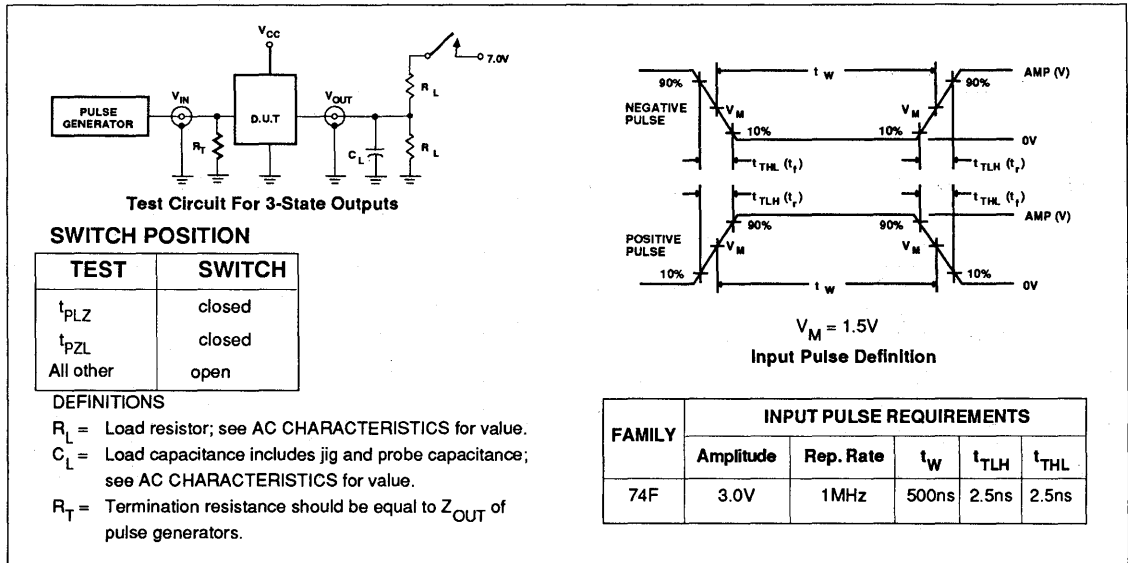 VCC
7.0V
RL
PULSE GENERATOR
VIN
D.U.T
VOUT
RT
CL
RL
Test Circuit For 3-State Outputs
SWITCH POSITION
TEST SWITCH
tPLZ closed
tPZL closed
All other open
DEFINITIONS
RL = Load resistor; see AC CHARACTERISTICS for value.
CL = Load capacitance includes jig and probe capacitance;
see AC CHARACTERISTICS for value.
RT = Termination resistance should be equal to ZOUT of
pulse generators.
tW
AMP (V)
90% 90%
NEGATIVE
PULSE
VM VM
10% 10%
0V
tTHL (tf) tTLH (tr)
tTLH (tr) tTHL (tf)
AMP (V)
90% 90%
POSITIVE
PULSE
VM VM
10% 10%
tW
0V
VM = 1.5V
Input Pulse Definition
FAMILY INPUT PULSE REQUIREMENTS
Amplitude Rep. Rate tW tTLH tTHL
74F 3.0V 1MHz 500ns 2.5ns 2.5ns